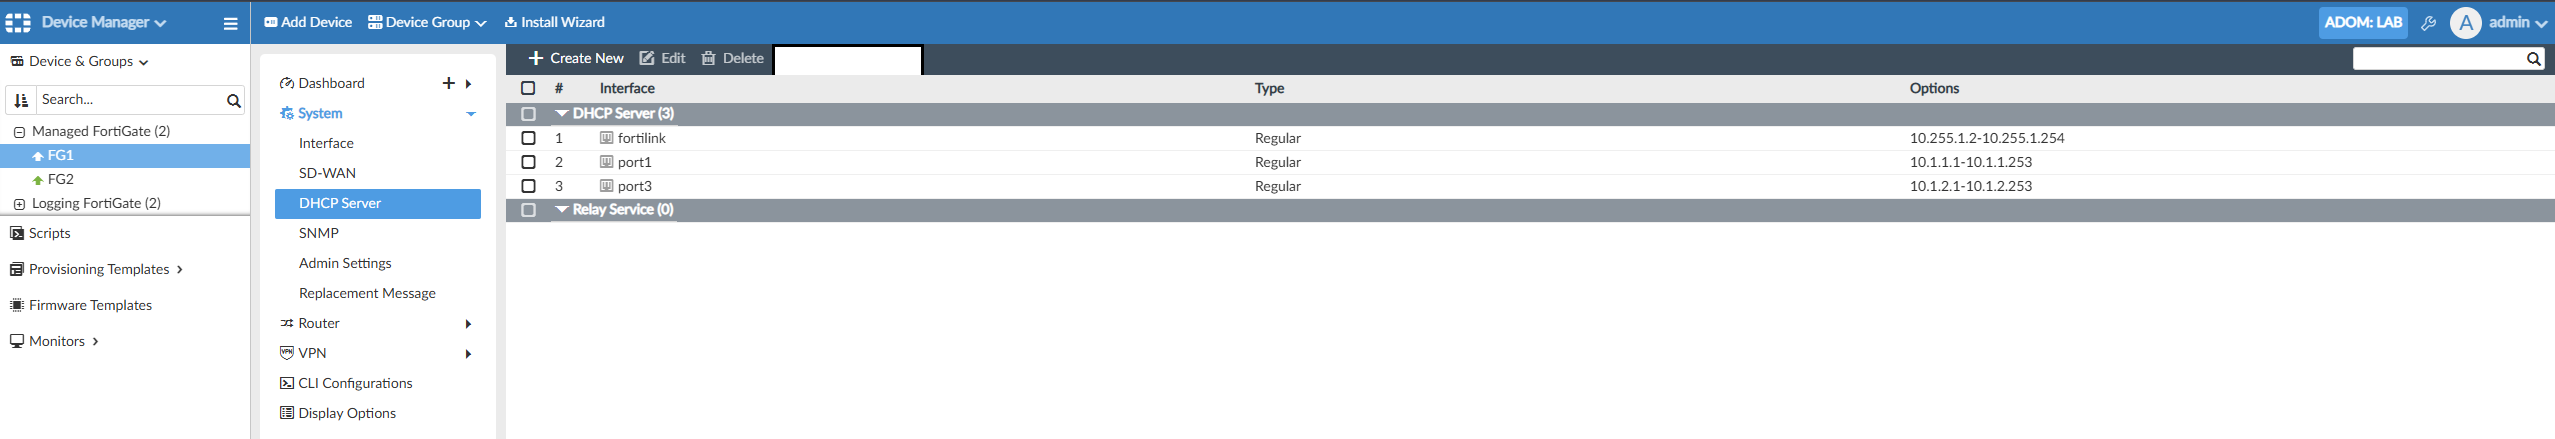 Device Manager
Add Device Device Group Install Wizard ADOM: LAB A admin
Device & Groups
Search...
Managed FortiGate (2)
FG1
FG2
Logging FortiGate (2)
Scripts
Provisioning Templates
Firmware Templates
Monitors
Dashboard
System
Interface
SD-WAN
DHCP Server
SNMP
Admin Settings
Replacement Message
Router
VPN VPN
CLI Configurations
Display Options
Create New Edit Delete
# Interface Type Options
DHCP Server (3)
1 fortilink Regular 10.255.1.2-10.255.1.254
2 port1 Regular 10.1.1.1-10.1.1.253
3 port3 Regular 10.1.2.1-10.1.2.253
Relay Service (0)